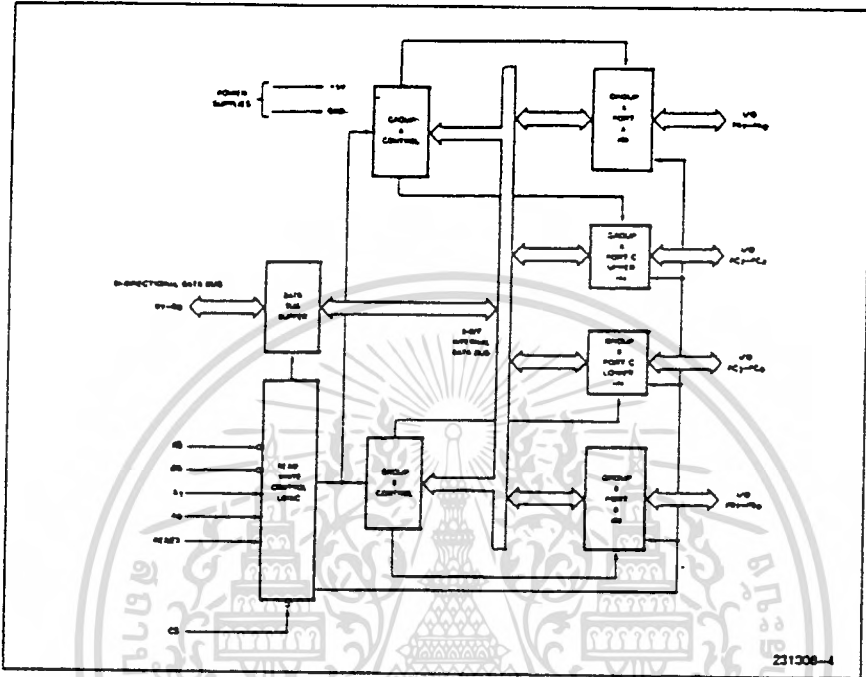 POWER
SUPPLIES
+5V
GND
GROUP
A
CONTROL
GROUP
A
PORT
A
(8)
I/O
PA7-PA0
GROUP
A
PORT C
UPPER
(4)
I/O
PC7-PC4
BI-DIRECTIONAL DATA BUS
D7-D0
DATA
BUS
BUFFER
8-BIT
INTERNAL
DATA BUS
GROUP
B
PORT C
LOWER
(4)
I/O
PC3-PC0
RD
WR
A1
A0
RESET
CS
READ
WRITE
CONTROL
LOGIC
GROUP
B
CONTROL
GROUP
B
PORT
B
(8)
I/O
PB7-PB0
231308-4